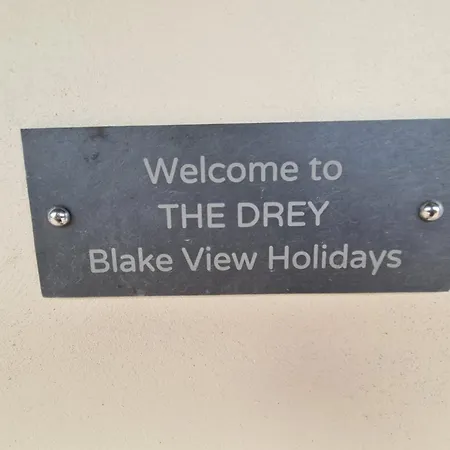 Welcome to
THE DREY
Blake View Holidays